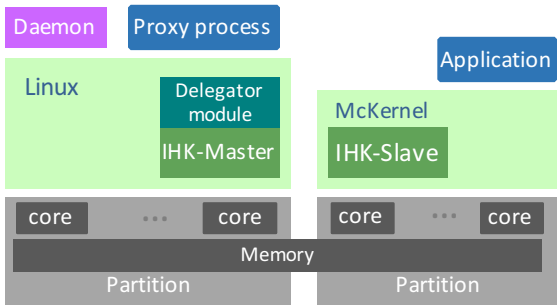 Daemon
Proxy process
Application
Linux
Delegator
module
IHK-Master
McKernel
IHK-Slave
core ... core
core ... core
Memory
Partition
Partition